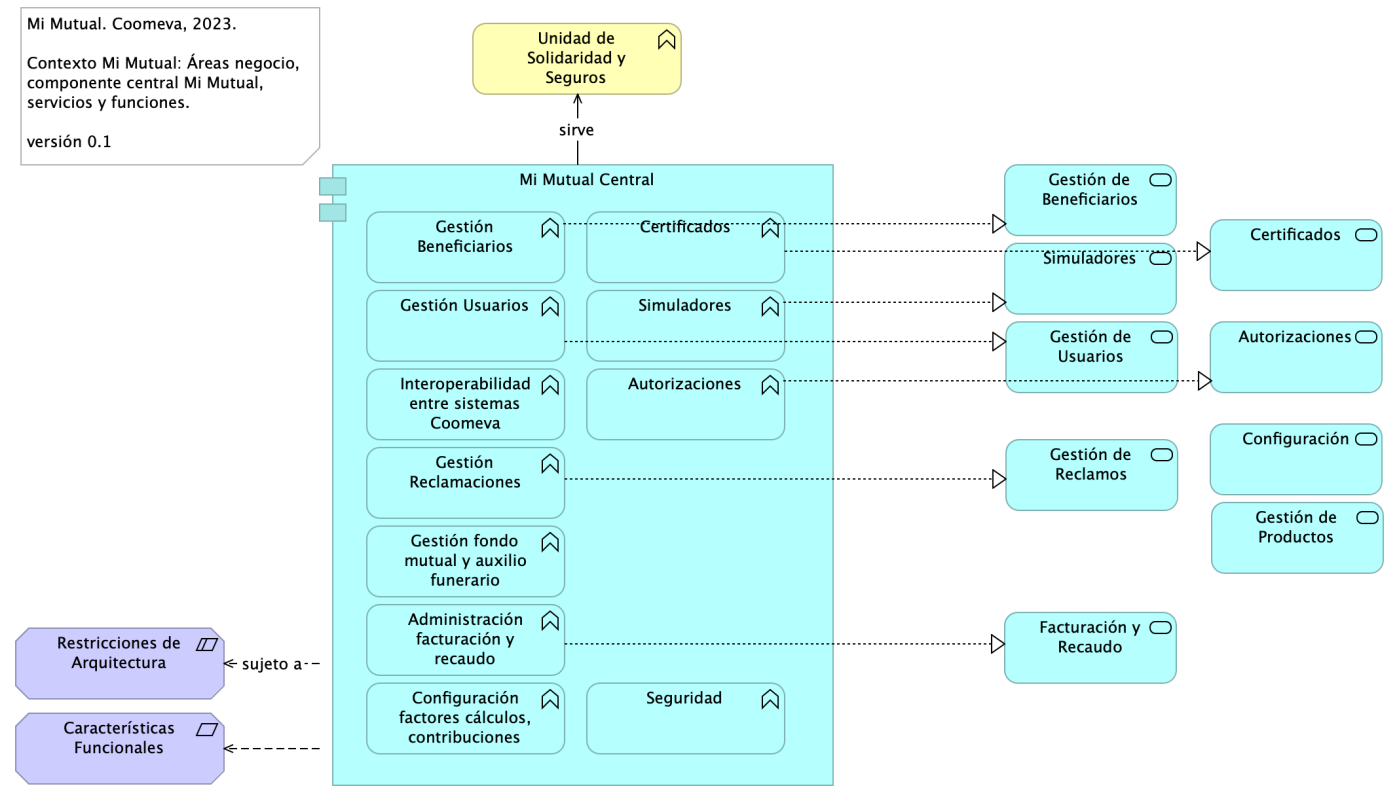 Mi Mutual. Coomeva, 2023.
Contexto Mi Mutual: Áreas negocio,
componente central Mi Mutual,
servicios y funciones.
versión 0.1
Unidad de
Solidaridad y
Seguros
sirve
Mi Mutual Central
Gestión
Beneficiarios
Certificados
Gestión Usuarios
Simuladores
Interoperabilidad
entre sistemas
Coomeva
Autorizaciones
Gestión
Reclamaciones
Gestión fondo
mutual y auxilio
funerario
Administración
facturación y
recaudo
Configuración
factores cálculos,
contribuciones
Seguridad
Gestión de
Beneficiarios
Certificados
Simuladores
Gestión de
Usuarios
Autorizaciones
Configuración
Gestión de
Reclamos
Gestión de
Productos
Facturación y
Recaudo
Restricciones de
Arquitectura
sujeto a
Características
Funcionales